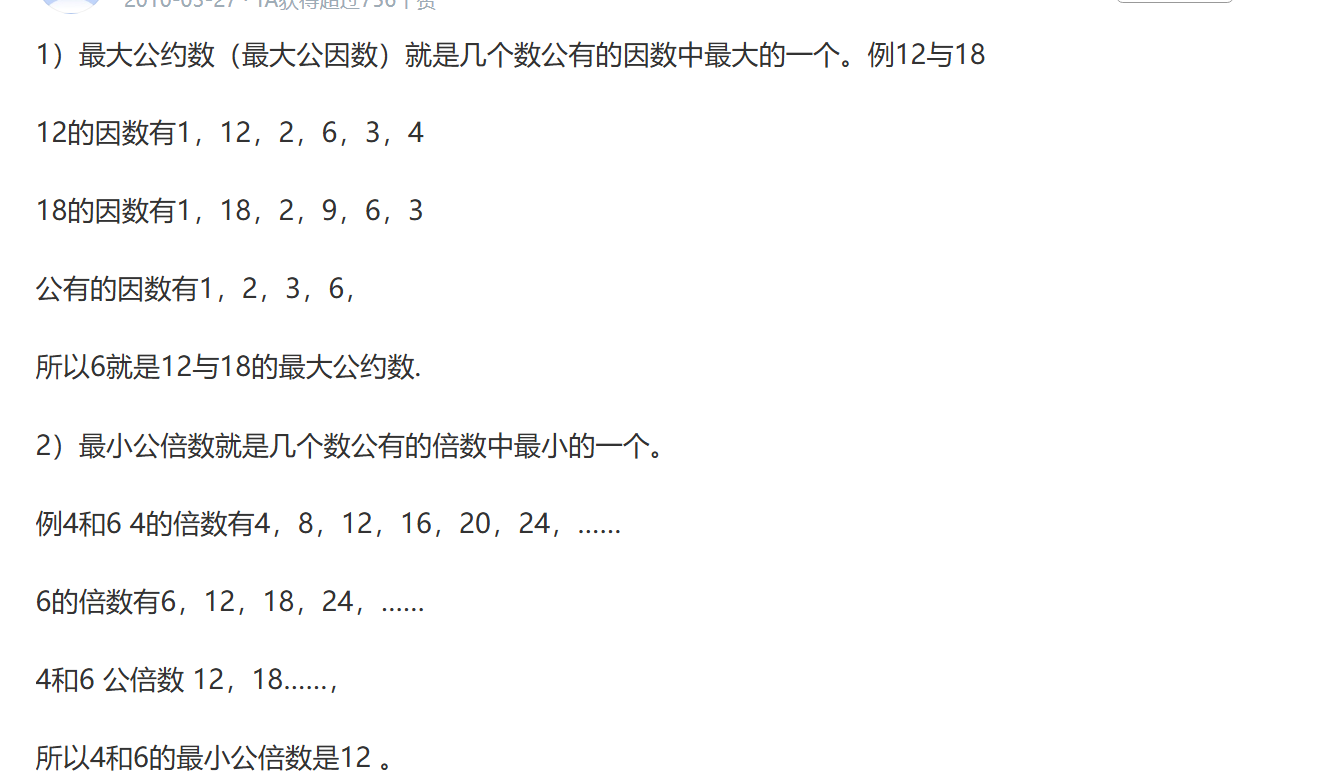 1）最大公约数（最大公因数）就是几个数公有的因数中最大的一个。例12与18
12的因数有1，12，2，6，3，4
18的因数有1，18，2，9，6，3
公有的因数有1，2，3，6，
所以6就是12与18的最大公约数.
2）最小公倍数就是几个数公有的倍数中最小的一个。
例4和6 4的倍数有4，8，12，16，20，24，……
6的倍数有6，12，18，24，……
4和6 公倍数 12，18……，
所以4和6的最小公倍数是12 。